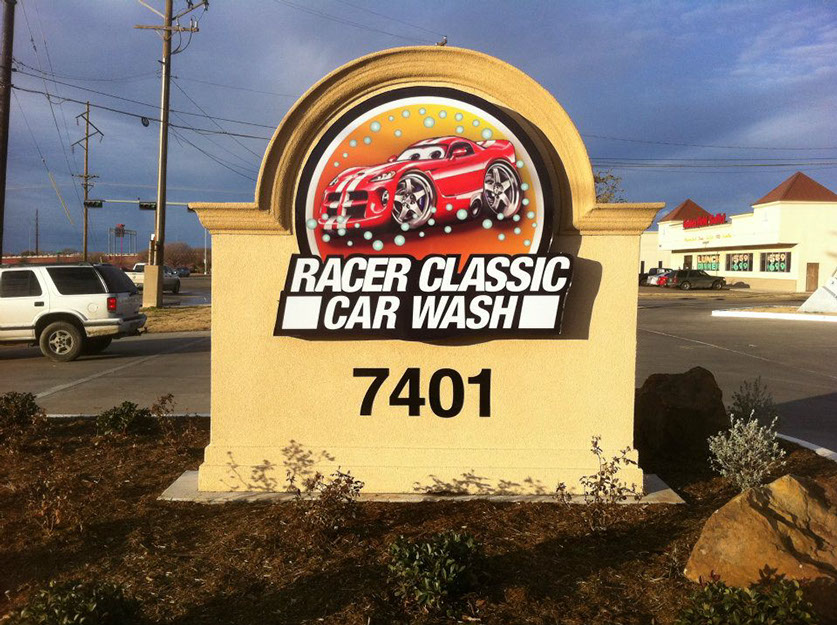 RACER CLASSIC
CAR WASH
7401
LUNCH